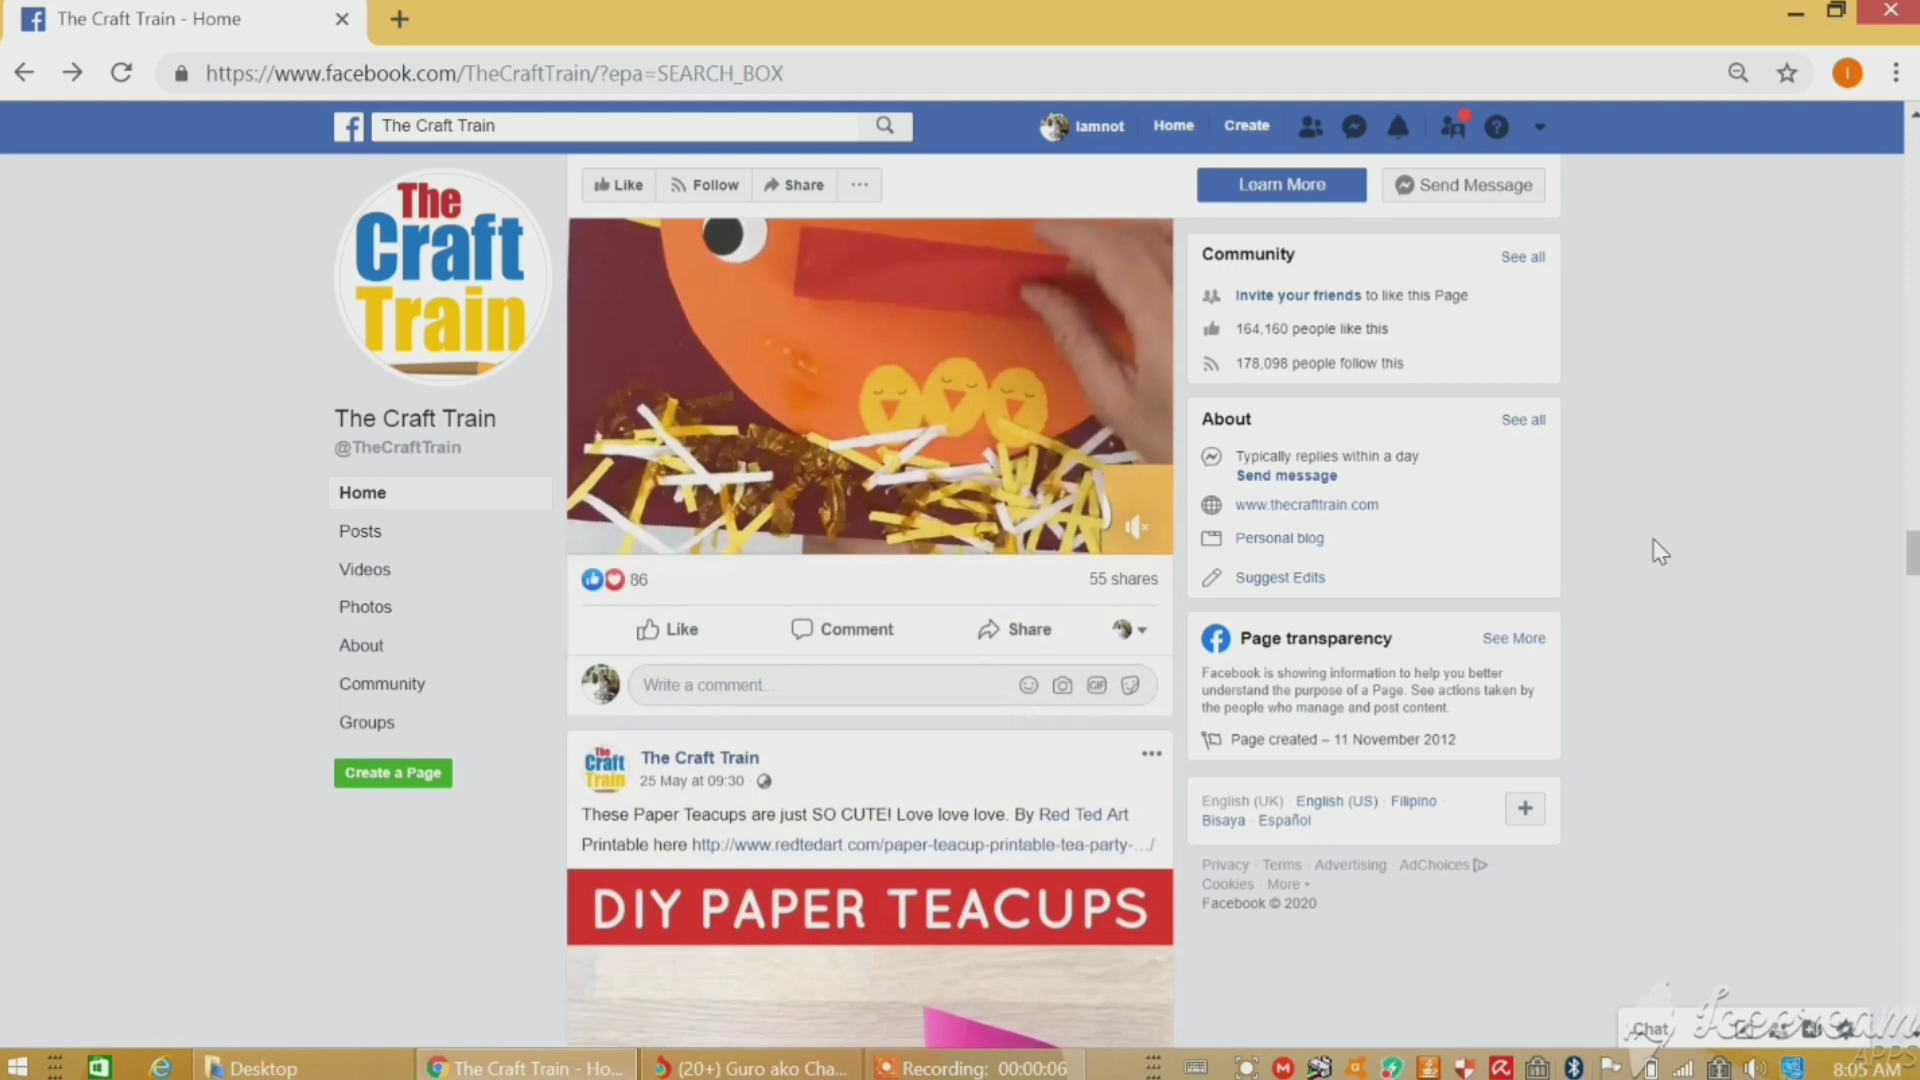 The Craft Train - Home
https://www.facebook.com/TheCraftTrain/?epa=SEARCH_BOX
I
The Craft Train
Iamnot
Home
Create
The
Craft
Train
Like
Follow
Share
Learn More
Send Message
The Craft Train
@TheCraftTrain
Home
Posts
Videos
Photos
About
Community
Groups
Create a Page
86
55 shares
Like
Comment
Share
Write a comment...
GIF
The
Craft
Train
The Craft Train
25 May at 09:30 ·
These Paper Teacups are just SO CUTE! Love love love. By Red Ted Art
Printable here http://www.redtedart.com/paper-teacup-printable-tea-party-.../
DIY PAPER TEACUPS
Community
See all
Invite your friends to like this Page
164,160 people like this
178,098 people follow this
About
See all
Typically replies within a day
Send message
www.thecrafttrain.com
Personal blog
Suggest Edits
Page transparency
See More
Facebook is showing information to help you better
understand the purpose of a Page. See actions taken by
the people who manage and post content.
Page created – 11 November 2012
English (UK) · English (US) · Filipino ·
Bisaya · Español
Privacy · Terms · Advertising · AdChoices
Cookies · More
Facebook © 2020
Chat
Icecream
APPS
Desktop
The Craft Train - Ho...
(20+) Guro ako Cha...
Recording: 00:00:06
8:05 AM